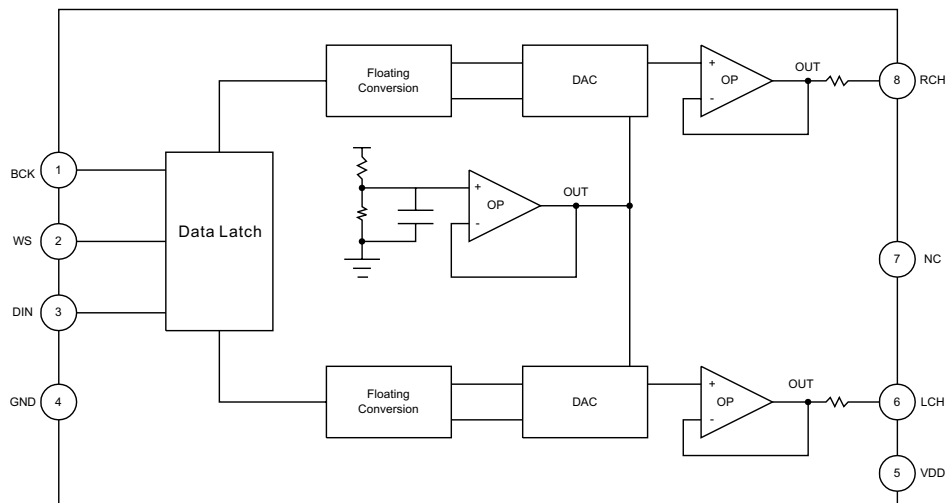 Floating
Conversion
DAC
+
-
OP
OUT
8
RCH
BCK
1
+
-
OP
OUT
Data Latch
WS
2
7
NC
DIN
3
GND
4
Floating
Conversion
DAC
+
-
OP
OUT
6
LCH
5
VDD